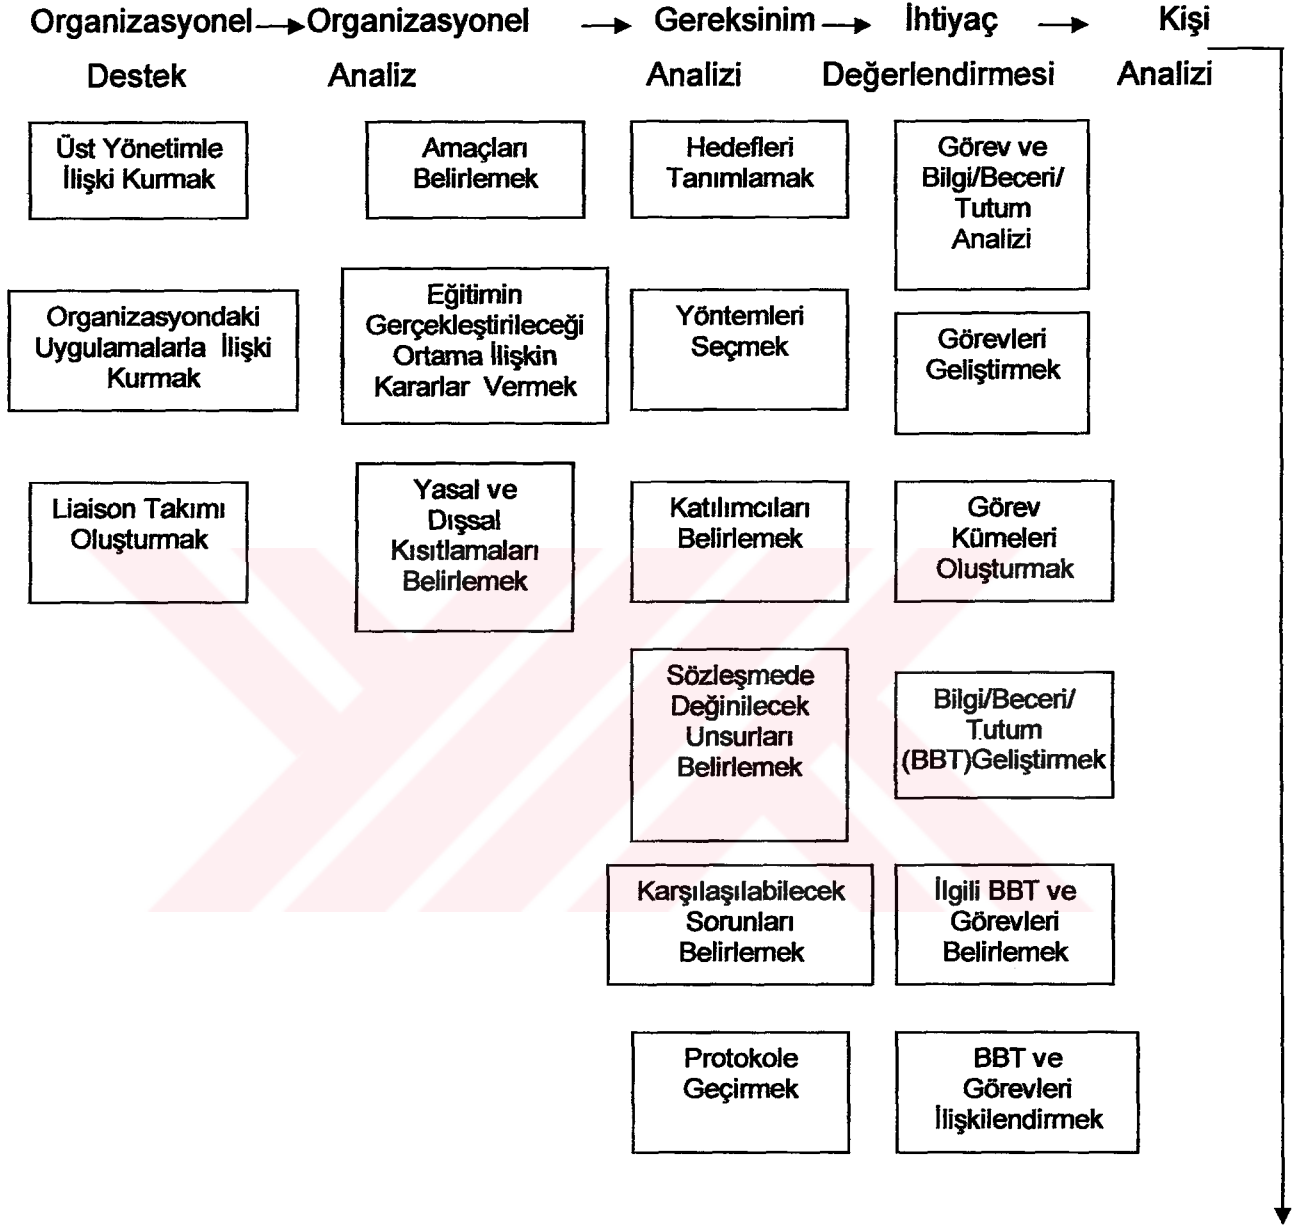 Organizasyonel Organizasyonel Gereksinim İhtiyaç Kişi
Destek Analiz Analizi Değerlendirmesi Analizi
Üst Yönetimle
İlişki Kurmak
Organizasyondaki
Uygulamalarla İlişki
Kurmak
Liaison Takımı
Oluşturmak
Amaçları
Belirlemek
Eğitimin
Gerçekleştirileceği
Ortama İlişkin
Kararlar Vermek
Yasal ve
Dışsal
Kısıtlamaları
Belirlemek
Hedefleri
Tanımlamak
Yöntemleri
Seçmek
Katılımcıları
Belirlemek
Sözleşmede
Değinilecek
Unsurları
Belirlemek
Karşılaşılabilecek
Sorunları
Belirlemek
Protokole
Geçirmek
Görev ve
Bilgi/Beceri/
Tutum
Analizi
Görevleri
Geliştirmek
Görev
Kümeleri
Oluşturmak
Bilgi/Beceri/
Tutum
(BBT)Geliştirmek
İlgili BBT ve
Görevleri
Belirlemek
BBT ve
Görevleri
İlişkilendirmek